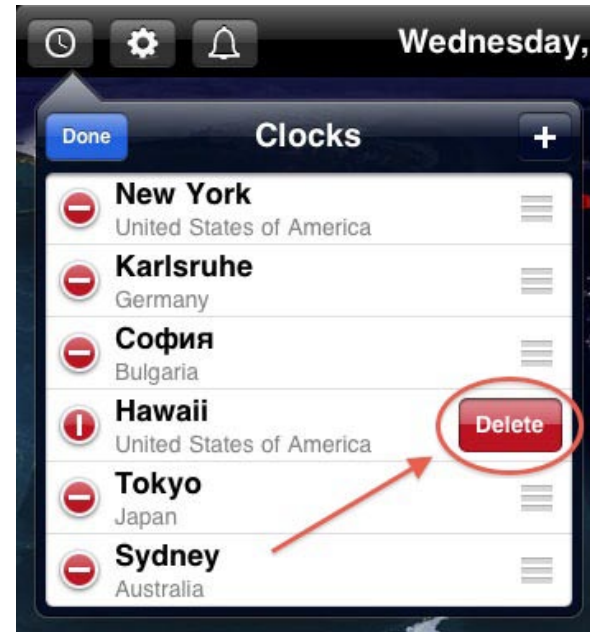 Wednesday,
Done Clocks +
New York
United States of America
Karlsruhe
Germany
София
Bulgaria
Hawaii
United States of America
Delete
Tokyo
Japan
Sydney
Australia